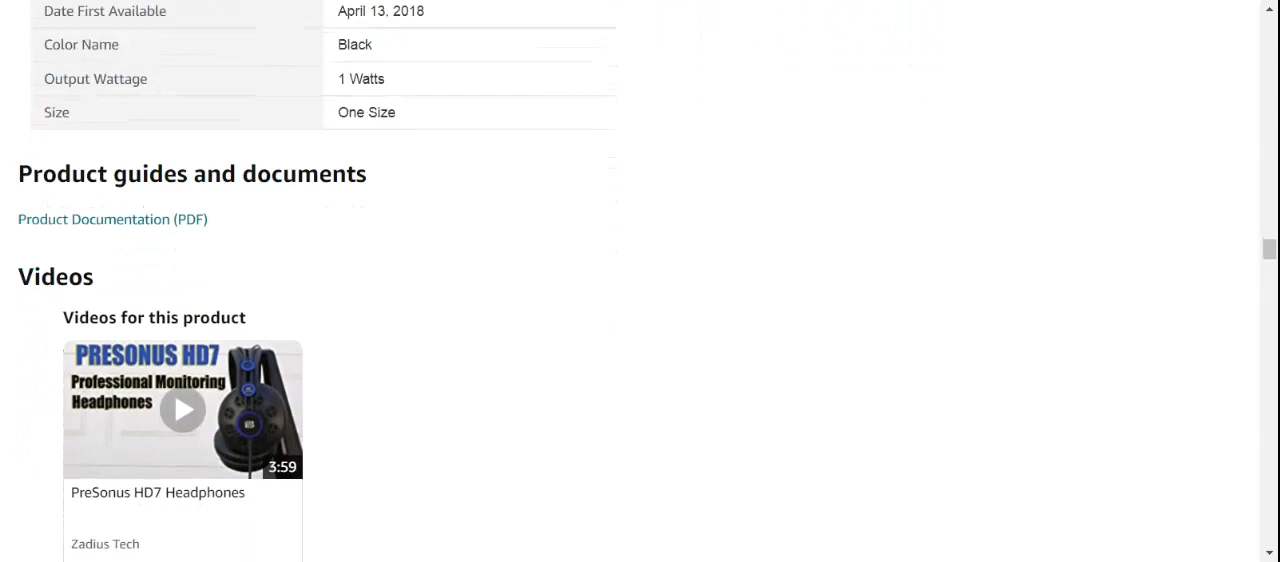 Date First Available April 13, 2018
Color Name Black
Output Wattage 1 Watts
Size One Size
Product guides and documents
Product Documentation (PDF)
Videos
Videos for this product
PRESONUS HD7
Professional Monitoring
Headphones
3:59
PreSonus HD7 Headphones
Zadius Tech